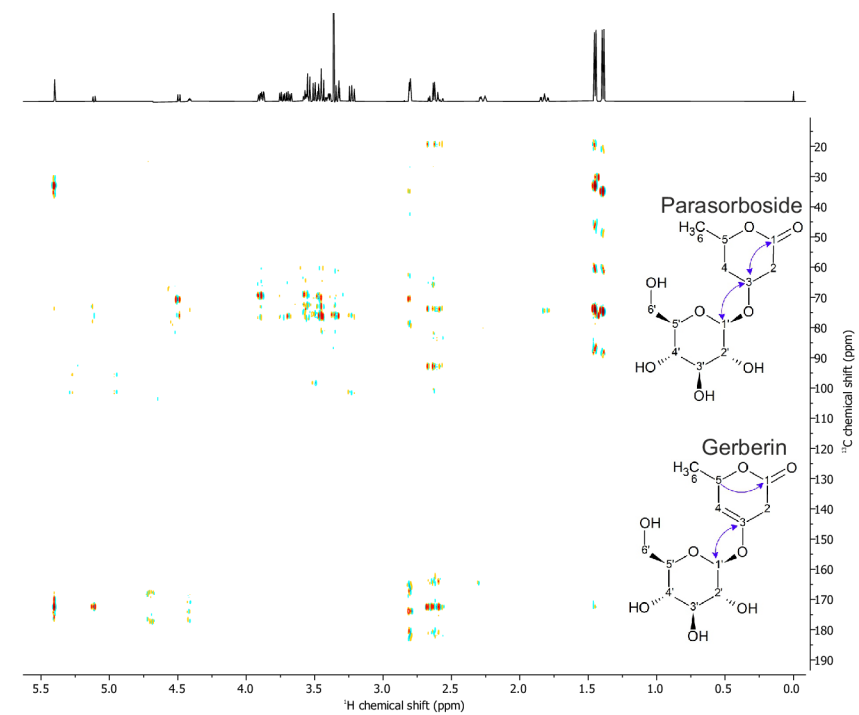 20
30
40
50
60
70
80
90
100
110
120
130
140
150
160
170
180
190
¹³C chemical shift (ppm)
5.5 5.0 4.5 4.0 3.5 3.0 2.5 2.0 1.5 1.0 0.5 0.0
¹H chemical shift (ppm)
Parasorboside
H₃C 5 O 1 O
6
4 2
3
OH
6' O
5' O 1'
HO 4' 2'
3' OH
HO
OH
Gerberin
H₃C 5 O 1 O
6
4 2
3
OH
6' O
5' O 1'
HO 4' 2'
3' OH
HO
OH